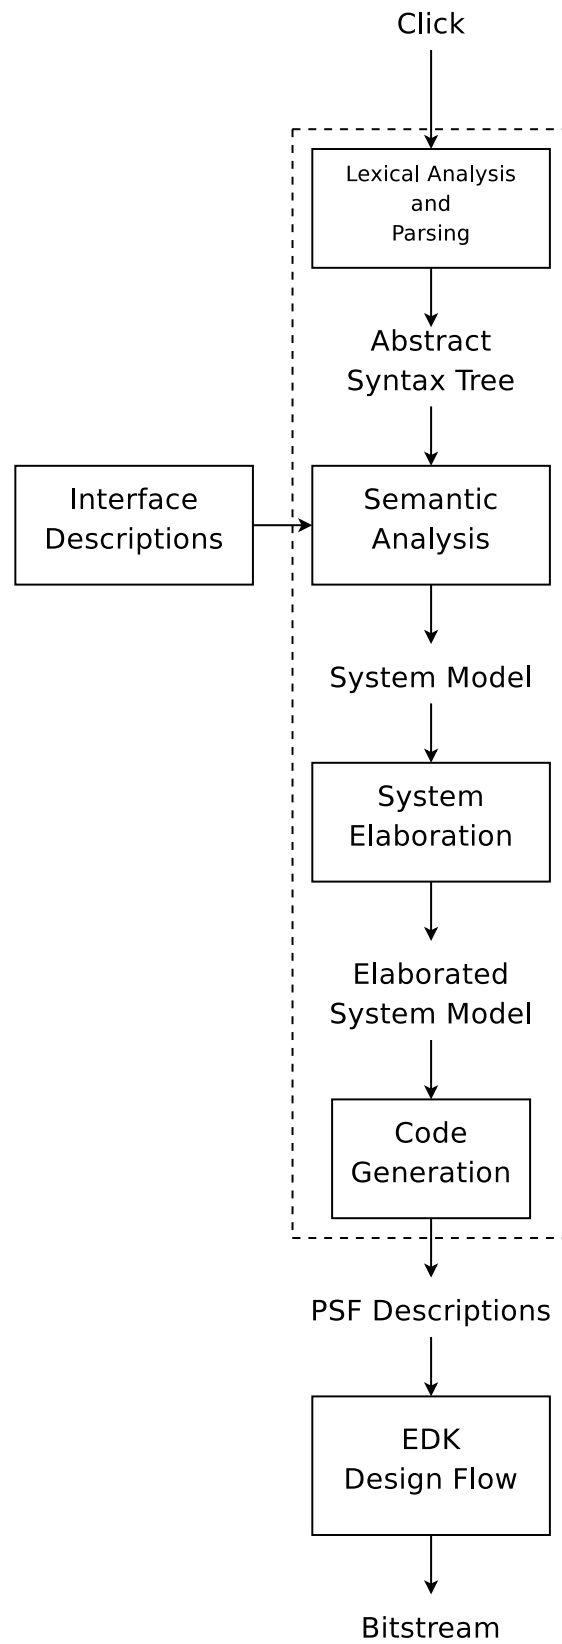 Click
Lexical Analysis
and
Parsing
Abstract
Syntax Tree
Interface
Descriptions
Semantic
Analysis
System Model
System
Elaboration
Elaborated
System Model
Code
Generation
PSF Descriptions
EDK
Design Flow
Bitstream